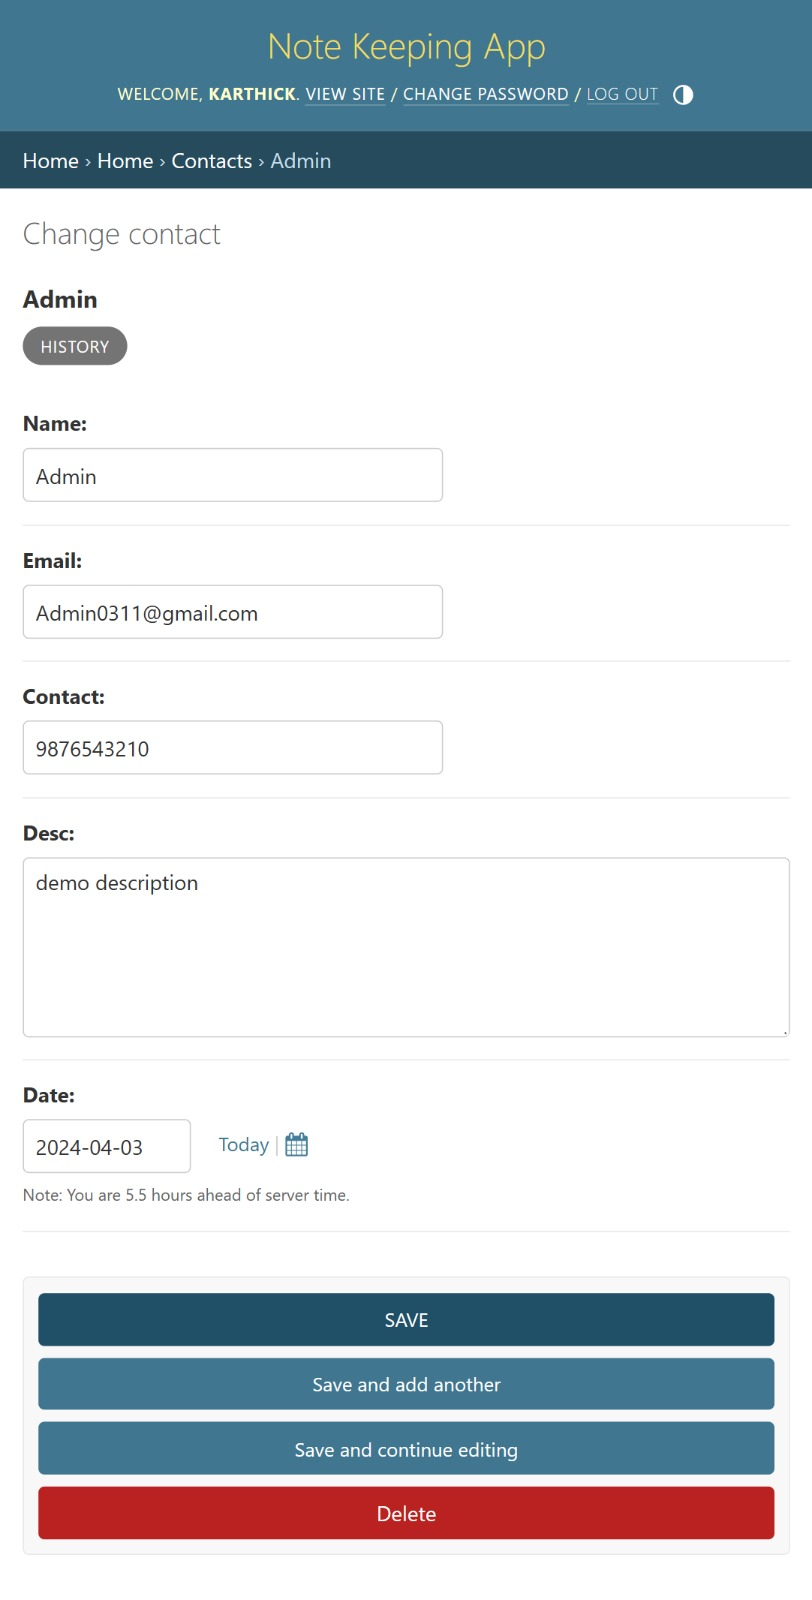 Note Keeping App
WELCOME, KARTHICK. VIEW SITE / CHANGE PASSWORD / LOG OUT
Home › Home › Contacts › Admin
Change contact
Admin
HISTORY
Name:
Admin
Email:
Admin0311@gmail.com
Contact:
9876543210
Desc:
demo description
Date:
2024-04-03 Today |
Note: You are 5.5 hours ahead of server time.
SAVE
Save and add another
Save and continue editing
Delete